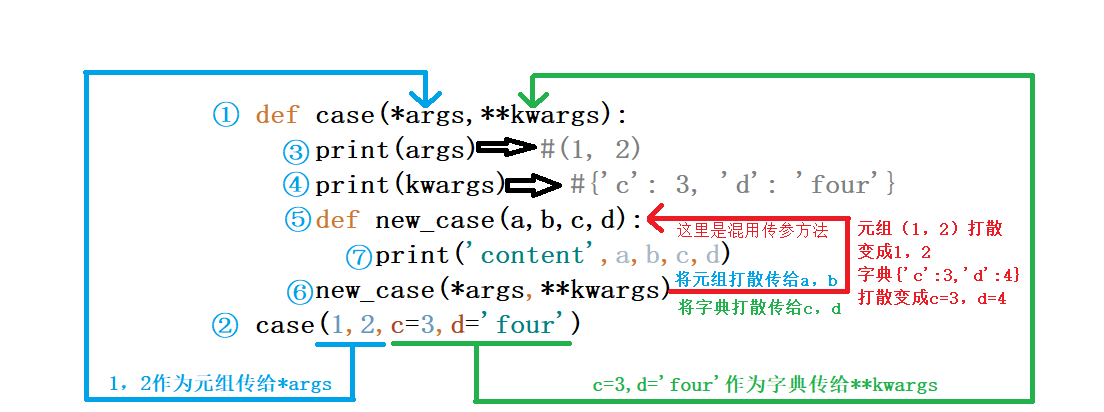 ① def case(*args,**kwargs):
③ print(args) #(1, 2)
④ print(kwargs) #{'c': 3, 'd': 'four'}
⑤ def new_case(a,b,c,d):
这里是混用传参方法
⑦ print('content',a,b,c,d)
将元组打散传给a，b
⑥ new_case(*args,**kwargs)
将字典打散传给c，d
② case(1,2,c=3,d='four')
元组（1，2）打散
变成1，2
字典{'c':3,'d':4}
打散变成c=3，d=4
1，2作为元组传给*args
c=3,d='four'作为字典传给**kwargs